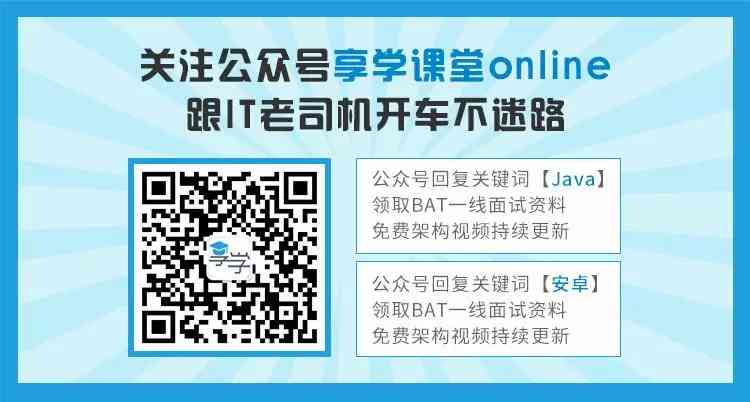 关注公众号享学课堂online
跟IT老司机开车不迷路
享学
公众号回复关键词【Java】
领取BAT一线面试资料
免费架构视频持续更新
公众号回复关键词【安卓】
领取BAT一线面试资料
免费架构视频持续更新